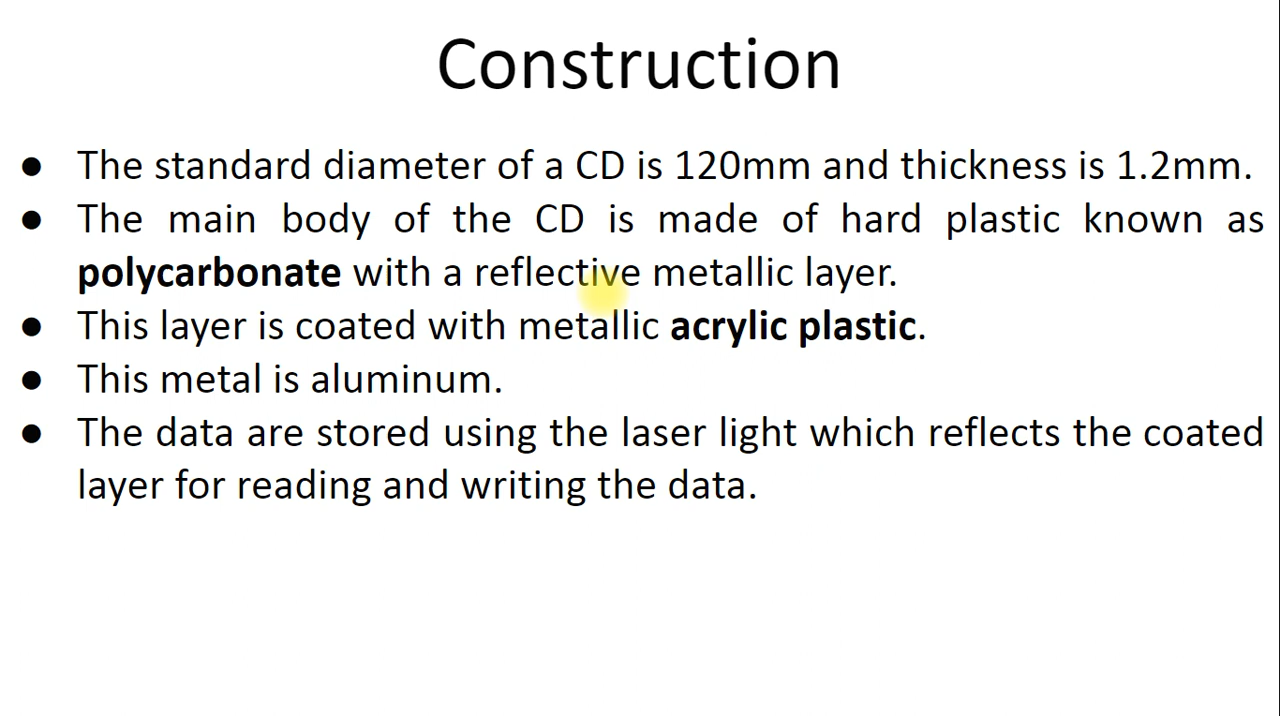 Construction
● The standard diameter of a CD is 120mm and thickness is 1.2mm.
● The main body of the CD is made of hard plastic known as
polycarbonate with a reflective metallic layer.
● This layer is coated with metallic acrylic plastic.
● This metal is aluminum.
● The data are stored using the laser light which reflects the coated
layer for reading and writing the data.